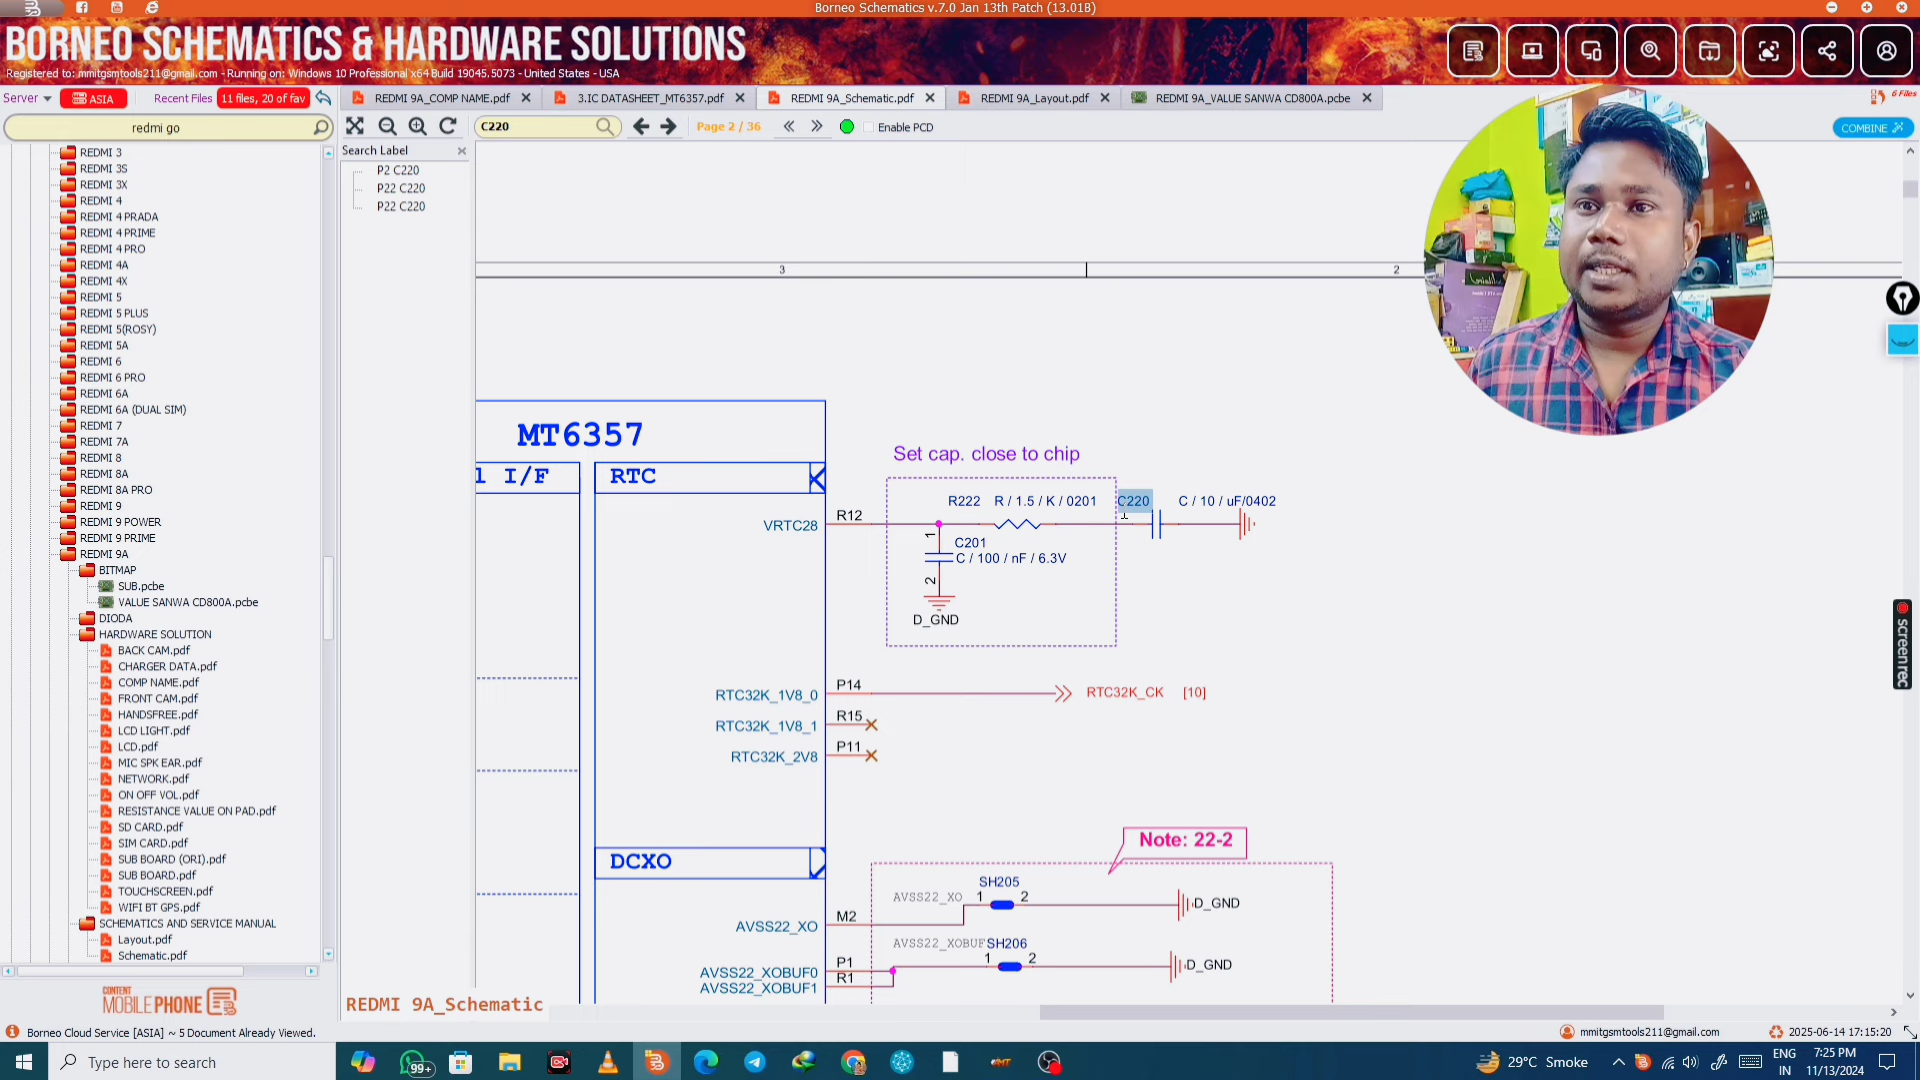 Borneo Schematics v.7.0 Jan 13th Patch (13.01B)
BORNEO SCHEMATICS & HARDWARE SOLUTIONS
Registered to: mmitgsmtools211@gmail.com - Running on: Windows 10 Professional x64 Build 19045.5073 - United States - USA
Server ASIA Recent Files 11 files, 20 of fav
REDMI 9A_COMP NAME.pdf 3.IC DATASHEET_MT6357.pdf REDMI 9A_Schematic.pdf REDMI 9A_Layout.pdf REDMI 9A_VALUE SANWA CD800A.pcbe 6 Files
redmi go
C220 Page 2 / 36 Enable PCD COMBINE
Search Label
P2 C220
P22 C220
P22 C220
REDMI 3
REDMI 3S
REDMI 3X
REDMI 4
REDMI 4 PRADA
REDMI 4 PRIME
REDMI 4 PRO
REDMI 4A
REDMI 4X
REDMI 5
REDMI 5 PLUS
REDMI 5(ROSY)
REDMI 5A
REDMI 6
REDMI 6 PRO
REDMI 6A
REDMI 6A (DUAL SIM)
REDMI 7
REDMI 7A
REDMI 8
REDMI 8A
REDMI 8A PRO
REDMI 9
REDMI 9 POWER
REDMI 9 PRIME
REDMI 9A
BITMAP
SUB.pcbe
VALUE SANWA CD800A.pcbe
DIODA
HARDWARE SOLUTION
BACK CAM.pdf
CHARGER DATA.pdf
COMP NAME.pdf
FRONT CAM.pdf
HANDSFREE.pdf
LCD LIGHT.pdf
LCD.pdf
MIC SPK EAR.pdf
NETWORK.pdf
ON OFF VOL.pdf
RESISTANCE VALUE ON PAD.pdf
SD CARD.pdf
SIM CARD.pdf
SUB BOARD (ORI).pdf
SUB BOARD.pdf
TOUCHSCREEN.pdf
WIFI BT GPS.pdf
SCHEMATICS AND SERVICE MANUAL
Layout.pdf
Schematic.pdf
CONTENT
MOBILEPHONE
3 2
MT6357
l I/F RTC
Set cap. close to chip
R222 R / 1.5 / K / 0201 C220 C / 10 / uF/0402
VRTC28 R12
1
C201
C / 100 / nF / 6.3V
2
D_GND
RTC32K_1V8_0 P14 RTC32K_CK [10]
RTC32K_1V8_1 R15
RTC32K_2V8 P11
Note: 22-2
DCXO
SH205
AVSS22_XO 1 2 D_GND
AVSS22_XO M2
AVSS22_XOBUF SH206
1 2 D_GND
AVSS22_XOBUF0 P1
AVSS22_XOBUF1 R1
REDMI 9A_Schematic
screenrec
Borneo Cloud Service [ASIA] ~ 5 Document Already Viewed. mmitgsmtools211@gmail.com 2025-06-14 17:15:20
Type here to search 99+ 29°C Smoke ENG IN 7:25 PM 11/13/2024